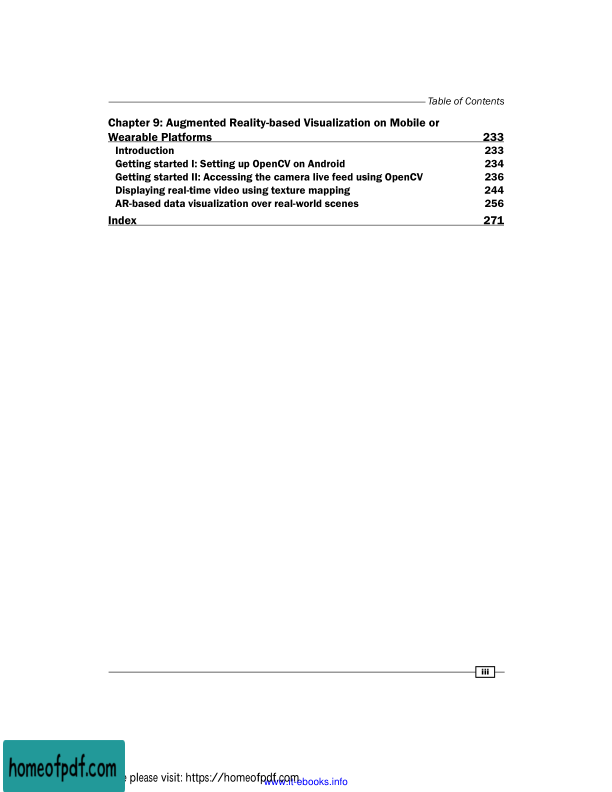 Table of Contents
Chapter 9: Augmented Reality-based Visualization on Mobile or
Wearable Platforms 233
Introduction 233
Getting started I: Setting up OpenCV on Android 234
Getting started II: Accessing the camera live feed using OpenCV 236
Displaying real-time video using texture mapping 244
AR-based data visualization over real-world scenes 256
Index 271
iii
homeofpdf.com
please visit: https://homeofpdf.com
www.it-ebooks.info